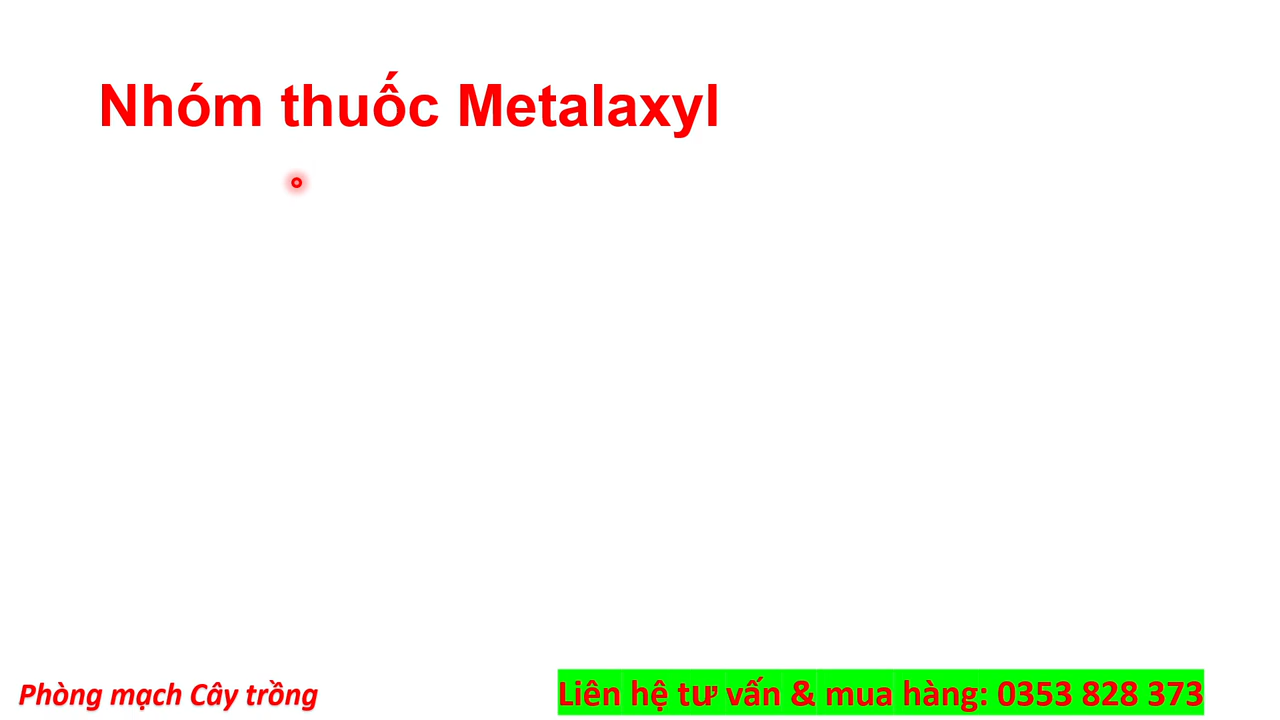 Nhóm thuốc Metalaxyl
Phòng mạch Cây trồng
Liên hệ tư vấn & mua hàng: 0353 828 373